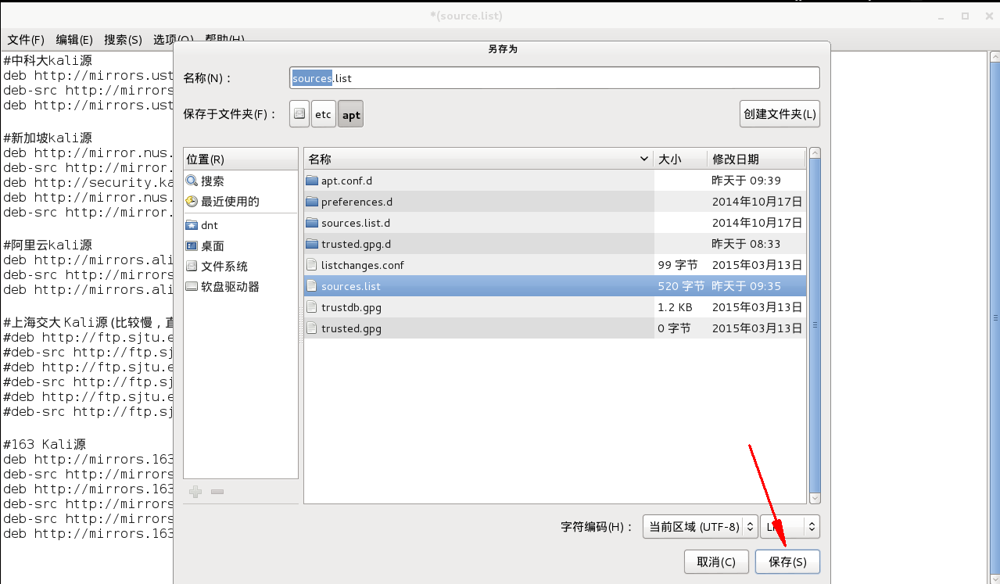 *(source.list)
文件(F) 编辑(E) 搜索(S) 选项(O) 帮助(H)
#中科大kali源
deb http://mirrors.ust
deb-src http://mirrors
deb http://mirrors.ust
#新加坡kali源
deb http://mirror.nus.
deb-src http://mirror.
deb http://security.ka
deb http://mirror.nus.
deb-src http://mirror.
#阿里云kali源
deb http://mirrors.ali
deb-src http://mirrors
deb http://mirrors.ali
#上海交大 Kali源 (比较慢，直
#deb http://ftp.sjtu.e
#deb-src http://ftp.sj
#deb http://ftp.sjtu.e
#deb-src http://ftp.sj
#deb http://ftp.sjtu.e
#deb-src http://ftp.sj
#163 Kali源
deb http://mirrors.163
deb-src http://mirrors
deb http://mirrors.163
deb-src http://mirrors
deb-src http://mirrors
deb http://mirrors.163
另存为
名称(N)： sources.list
保存于文件夹(F)： etc apt 创建文件夹(L)
位置(R)
搜索
最近使用的
dnt
桌面
文件系统
软盘驱动器
名称 大小 修改日期
apt.conf.d 昨天于 09:39
preferences.d 2014年10月17日
sources.list.d 2014年10月17日
trusted.gpg.d 昨天于 08:33
listchanges.conf 99 字节 2015年03月13日
sources.list 520 字节 昨天于 09:35
trustdb.gpg 1.2 KB 2015年03月13日
trusted.gpg 0 字节 2015年03月13日
字符编码(H)： 当前区域 (UTF-8)
取消(C) 保存(S)